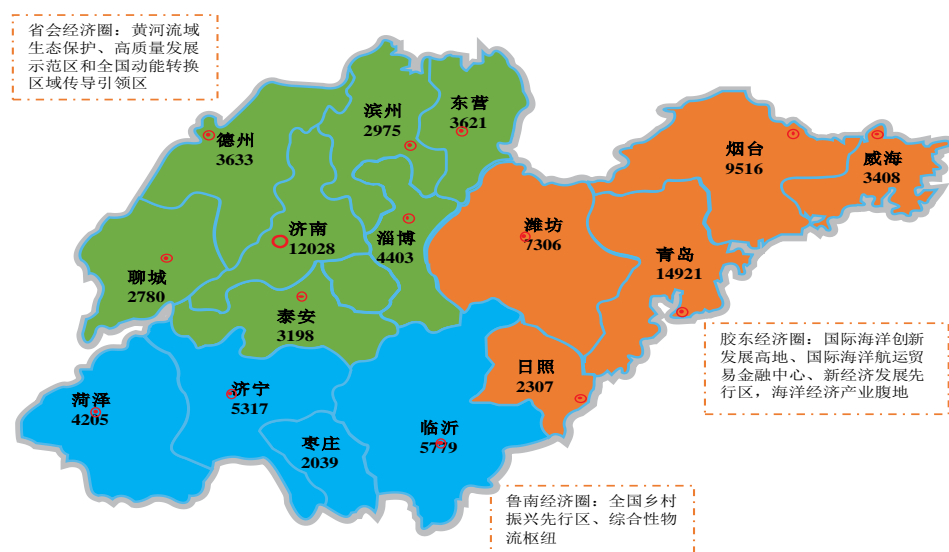 省会经济圈：黄河流域
生态保护、高质量发展
示范区和全国动能转换
区域传导引领区
滨州
2975
东营
3621
德州
3633
烟台
9516
威海
3408
济南
12028
淄博
4403
潍坊
7306
青岛
14921
聊城
2780
泰安
3198
胶东经济圈：国际海洋创新
发展高地、国际海洋航运贸
易金融中心、新经济发展先
行区，海洋经济产业腹地
日照
2307
菏泽
4205
济宁
5317
枣庄
2039
临沂
5779
鲁南经济圈：全国乡村
振兴先行区、综合性物
流枢纽